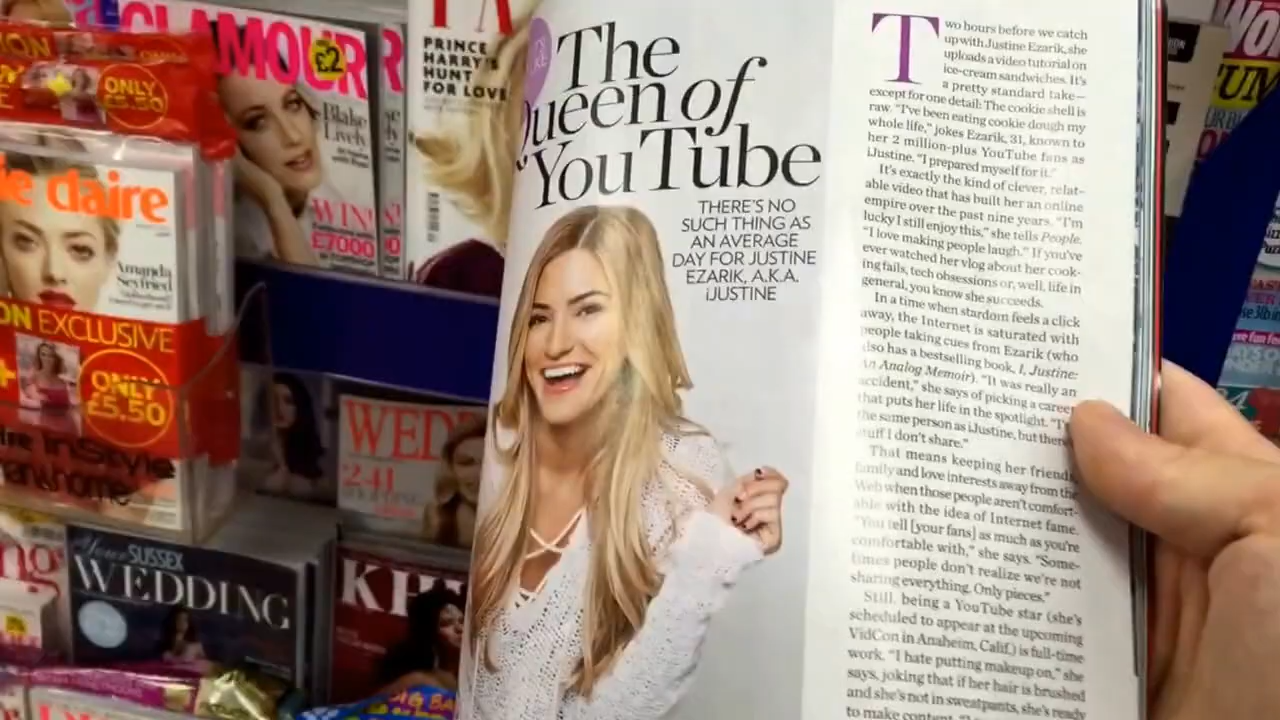 GLAMOUR
£2
Blake
Lively
WIN!
£7000
ONLY
£5.50
ie claire
Amanda
Seyfried
ON EXCLUSIVE
+
ONLY
£5.50
InStyle
PRINCE
HARRY'S
HUNT
FOR LOVE
WED
2-41
Your SUSSEX
WEDDING
KH
The
Queen of
YouTube
THERE'S NO
SUCH THING AS
AN AVERAGE
DAY FOR JUSTINE
EZARIK, A.K.A.
iJUSTINE
Two hours before we catch
up with Justine Ezarik, she
uploads a video tutorial on
ice-cream sandwiches. It's
a pretty standard take—
except for one detail: The cookie shell is
raw. "I've been eating cookie dough my
whole life," jokes Ezarik, 31, known to
her 2 million-plus YouTube fans as
iJustine. "I prepared myself for it."
It's exactly the kind of clever, relat-
able video that has built her an online
empire over the past nine years. "I'm
lucky I still enjoy this," she tells People.
"I love making people laugh." If you've
ever watched her vlog about her cook-
ing fails, tech obsessions or, well, life in
general, you know she succeeds.
In a time when stardom feels a click
away, the Internet is saturated with
people taking cues from Ezarik (who
also has a bestselling book, I, Justine:
An Analog Memoir). "It was really an
accident," she says of picking a career
that puts her life in the spotlight.
the same person as iJustine, but there
stuff I don't share."
That means keeping her friends,
family and love interests away from the
Web when those people aren't comfort-
able with the idea of Internet fame.
"You tell [your fans] as much as you're
comfortable with," she says. "Some-
times people don't realize we're not
sharing everything. Only pieces."
Still, being a YouTube star (she's
scheduled to appear at the upcoming
VidCon in Anaheim, Calif.) is full-time
work. "I hate putting makeup on," she
says, joking that if her hair is brushed
and she's not in sweatpants, she's ready
to make content.